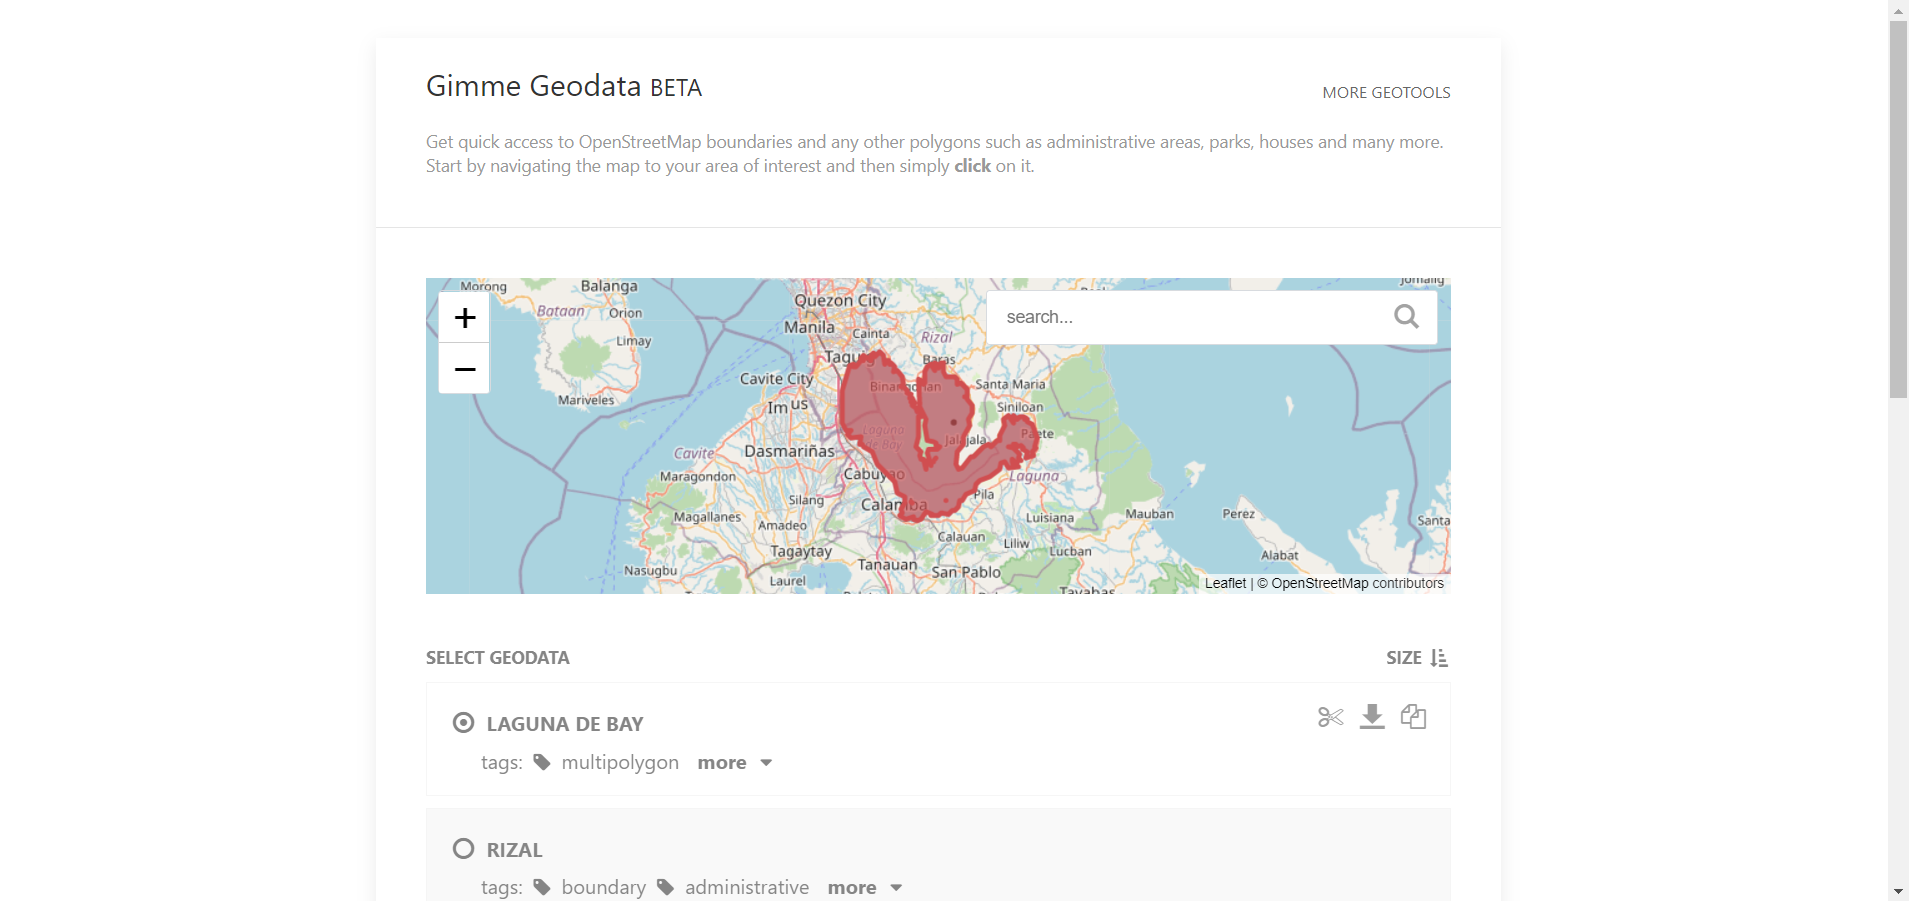 Gimme Geodata BETA
MORE GEOTOOLS
Get quick access to OpenStreetMap boundaries and any other polygons such as administrative areas, parks, houses and many more.
Start by navigating the map to your area of interest and then simply click on it.
+
−
search...
Morong
Balanga
Quezon City
Bataan
Orion
Manila
Cainta
Rizal
Limay
Baras
Cavite City
Binangonan
Santa Maria
Mariveles
Imus
Siniloan
Laguna
de Bay
Jalajala
Paete
Cavite
Dasmariñas
Maragondon
Cabuyao
Laguna
Silang
Calamba
Pila
Magallanes
Amadeo
Luisiana
Mauban
Perez
Santa
Calauan
Liliw
Lucban
Tagaytay
Alabat
Nasugbu
Laurel
Tanauan
San Pablo
Tayabas
Leaflet | © OpenStreetMap contributors
SELECT GEODATA
SIZE
LAGUNA DE BAY
tags: multipolygon more
RIZAL
tags: boundary administrative more